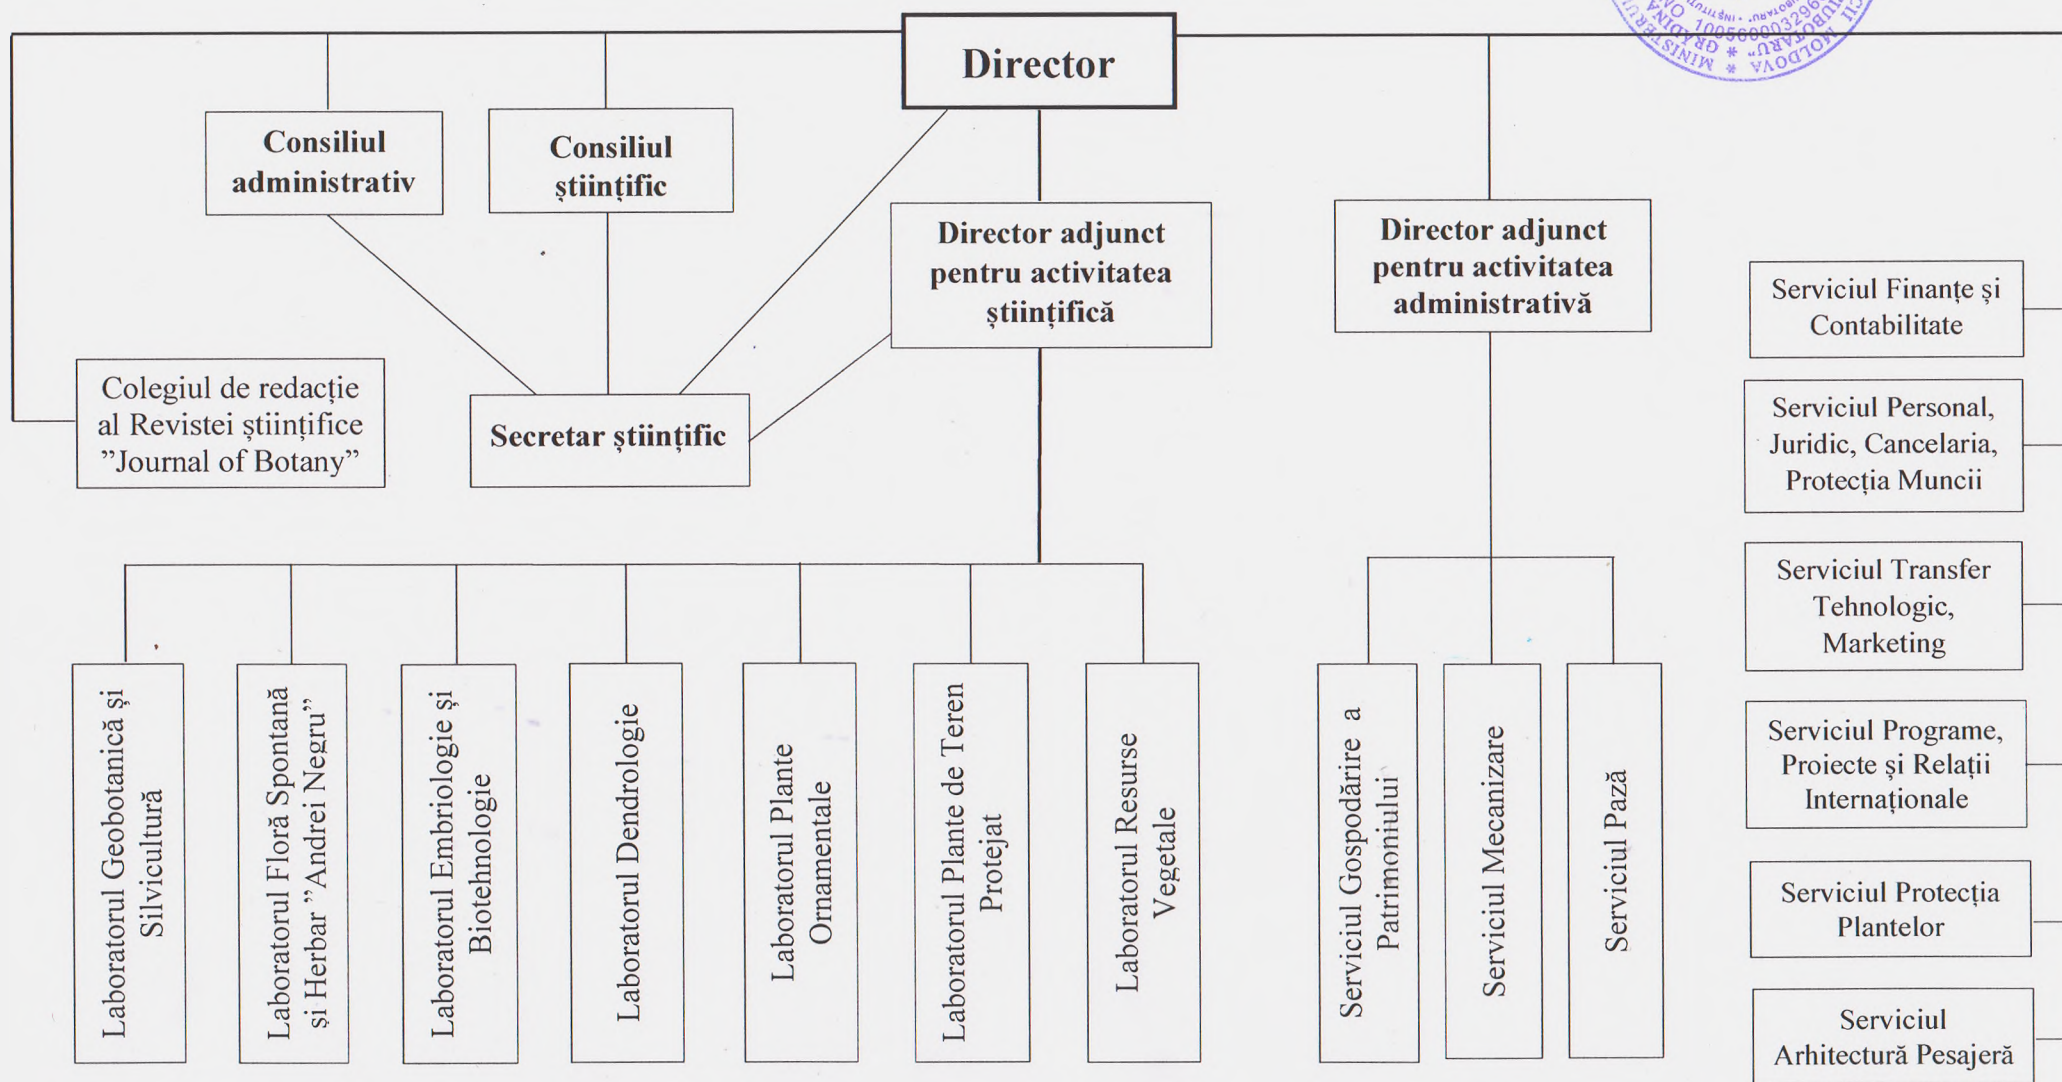 Director
Consiliul
administrativ
Consiliul
științific
Director adjunct
pentru activitatea
științifică
Director adjunct
pentru activitatea
administrativă
Serviciul Finanțe și
Contabilitate
Colegiul de redacție
al Revistei științifice
”Journal of Botany”
Secretar științific
Serviciul Personal,
Juridic, Cancelaria,
Protecția Muncii
Serviciul Transfer
Tehnologic,
Marketing
Serviciul Programe,
Proiecte și Relații
Internaționale
Serviciul Protecția
Plantelor
Serviciul
Arhitectură Pesajeră
Laboratorul Geobotanică și
Silvicultură
Laboratorul Floră Spontană
și Herbar ”Andrei Negru”
Laboratorul Embriologie și
Biotehnologie
Laboratorul Dendrologie
Laboratorul Plante
Ornamentale
Laboratorul Plante de Teren
Protejat
Laboratorul Resurse
Vegetale
Serviciul Gospodărire a
Patrimoniului
Serviciul Mecanizare
Serviciul Pază
MOLDOVA * MINISTERUL
* GRĂDINA